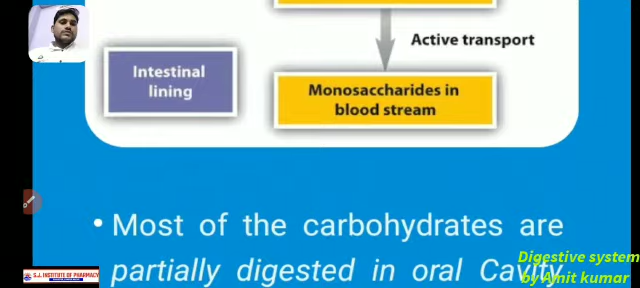 Active transport
Intestinal
lining
Monosaccharides in
blood stream
• Most of the carbohydrates are
partially digested in oral Cavity
Digestive system
by Amit kumar
S.J. INSTITUTE OF PHARMACY